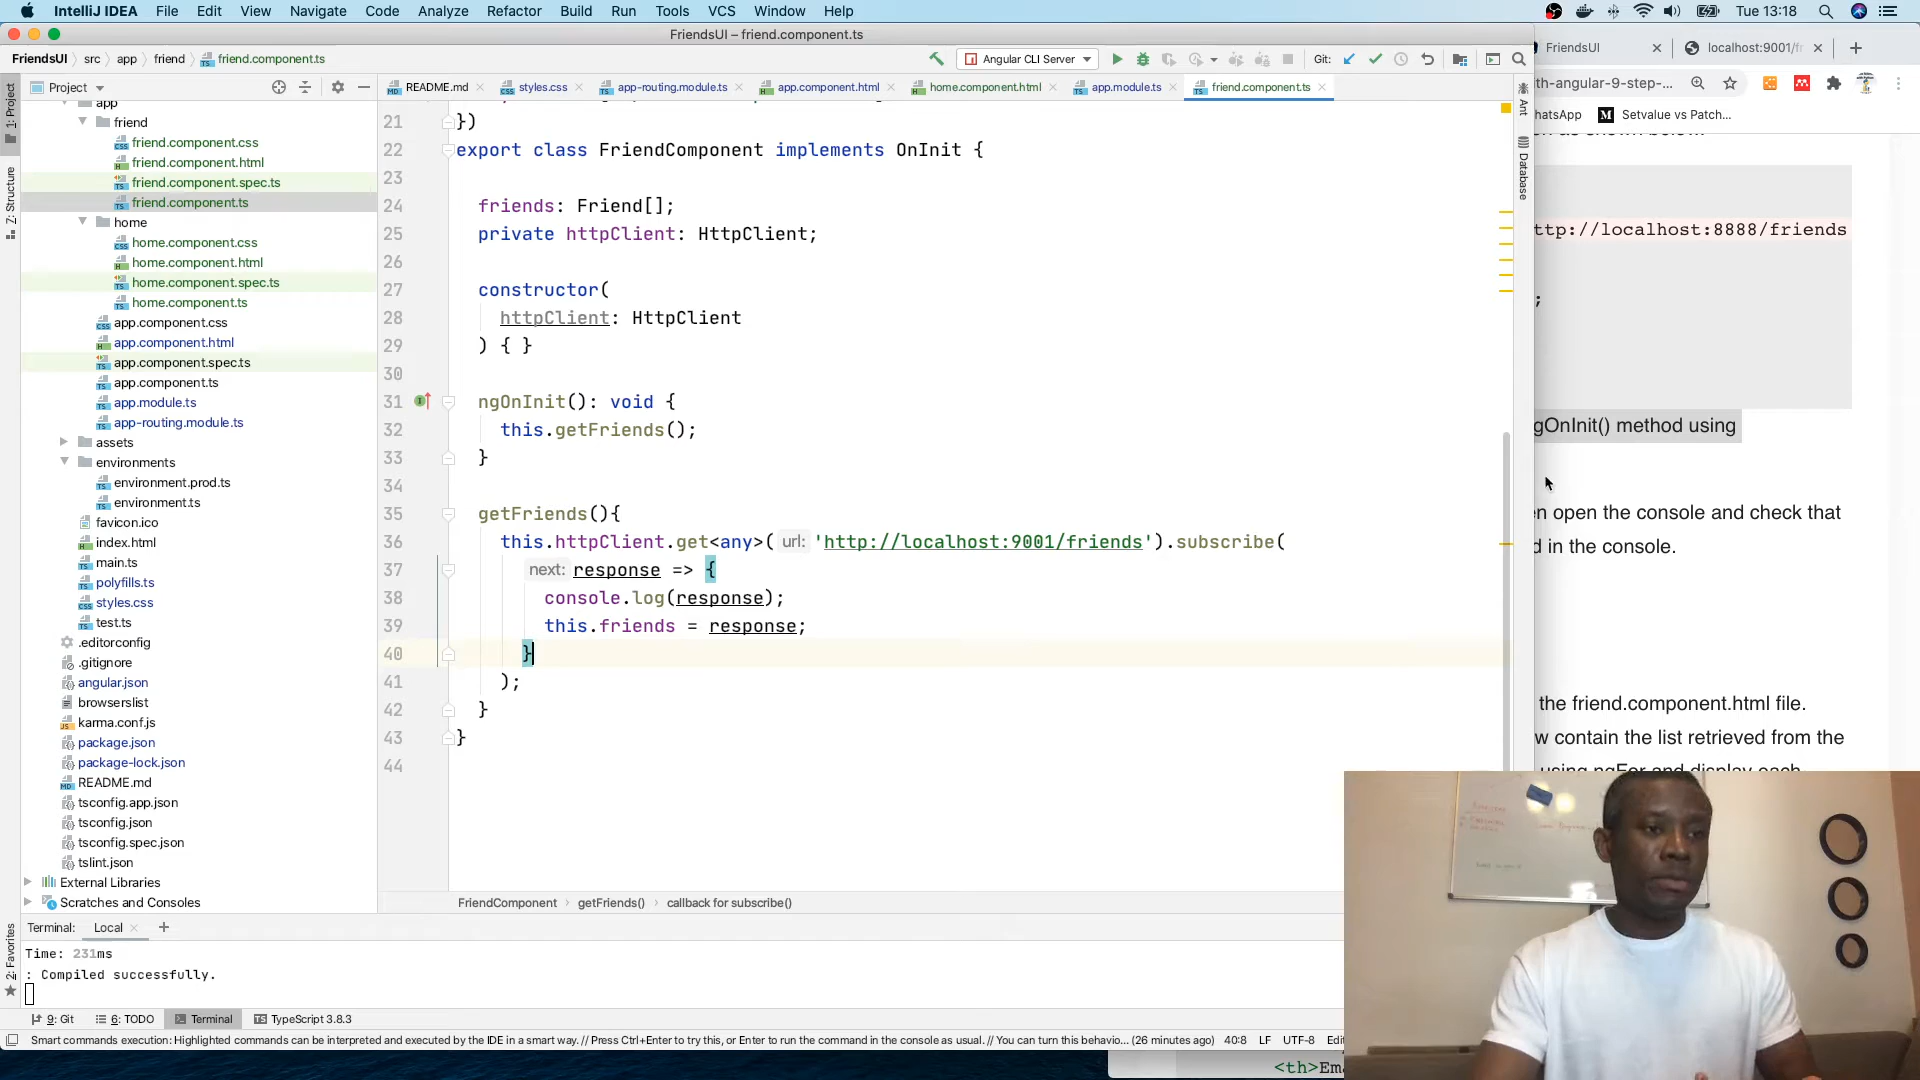 IntelliJ IDEA File Edit View Navigate Code Analyze Refactor Build Run Tools VCS Window Help Tue 13:18
FriendsUI – friend.component.ts
FriendsUI src app friend friend.component.ts Angular CLI Server Git:
FriendsUI localhost:9001/fr
th-angular-9-step-...
hatsApp M Setvalue vs Patch...
Project
README.md styles.css app-routing.module.ts app.component.html home.component.html app.module.ts friend.component.ts
1: Project
Z: Structure
2: Favorites
Ant
Database
app
friend
friend.component.css
friend.component.html
friend.component.spec.ts
friend.component.ts
home
home.component.css
home.component.html
home.component.spec.ts
home.component.ts
app.component.css
app.component.html
app.component.spec.ts
app.component.ts
app.module.ts
app-routing.module.ts
assets
environments
environment.prod.ts
environment.ts
favicon.ico
index.html
main.ts
polyfills.ts
styles.css
test.ts
.editorconfig
.gitignore
angular.json
browserslist
karma.conf.js
package.json
package-lock.json
README.md
tsconfig.app.json
tsconfig.json
tsconfig.spec.json
tslint.json
External Libraries
Scratches and Consoles
21 })
22 export class FriendComponent implements OnInit {
23
24 friends: Friend[];
25 private httpClient: HttpClient;
26
27 constructor(
28 httpClient: HttpClient
29 ) { }
30
31 ngOnInit(): void {
32 this.getFriends();
33 }
34
35 getFriends(){
36 this.httpClient.get<any>( url: 'http://localhost:9001/friends').subscribe(
37 next: response => {
38 console.log(response);
39 this.friends = response;
40 }
41 );
42 }
43 }
44
FriendComponent › getFriends() › callback for subscribe()
ttp://localhost:8888/friends
;
gOnInit() method using
en open the console and check that
d in the console.
the friend.component.html file.
w contain the list retrieved from the
using ngFor and display each
Terminal: Local
Time: 231ms
: Compiled successfully.
9: Git 6: TODO Terminal TypeScript 3.8.3
Smart commands execution: Highlighted commands can be interpreted and executed by the IDE in a smart way. // Press Ctrl+Enter to try this, or Enter to run the command in the console as usual. // You can turn this behavio... (26 minutes ago) 40:8 LF UTF-8
<th>Ema